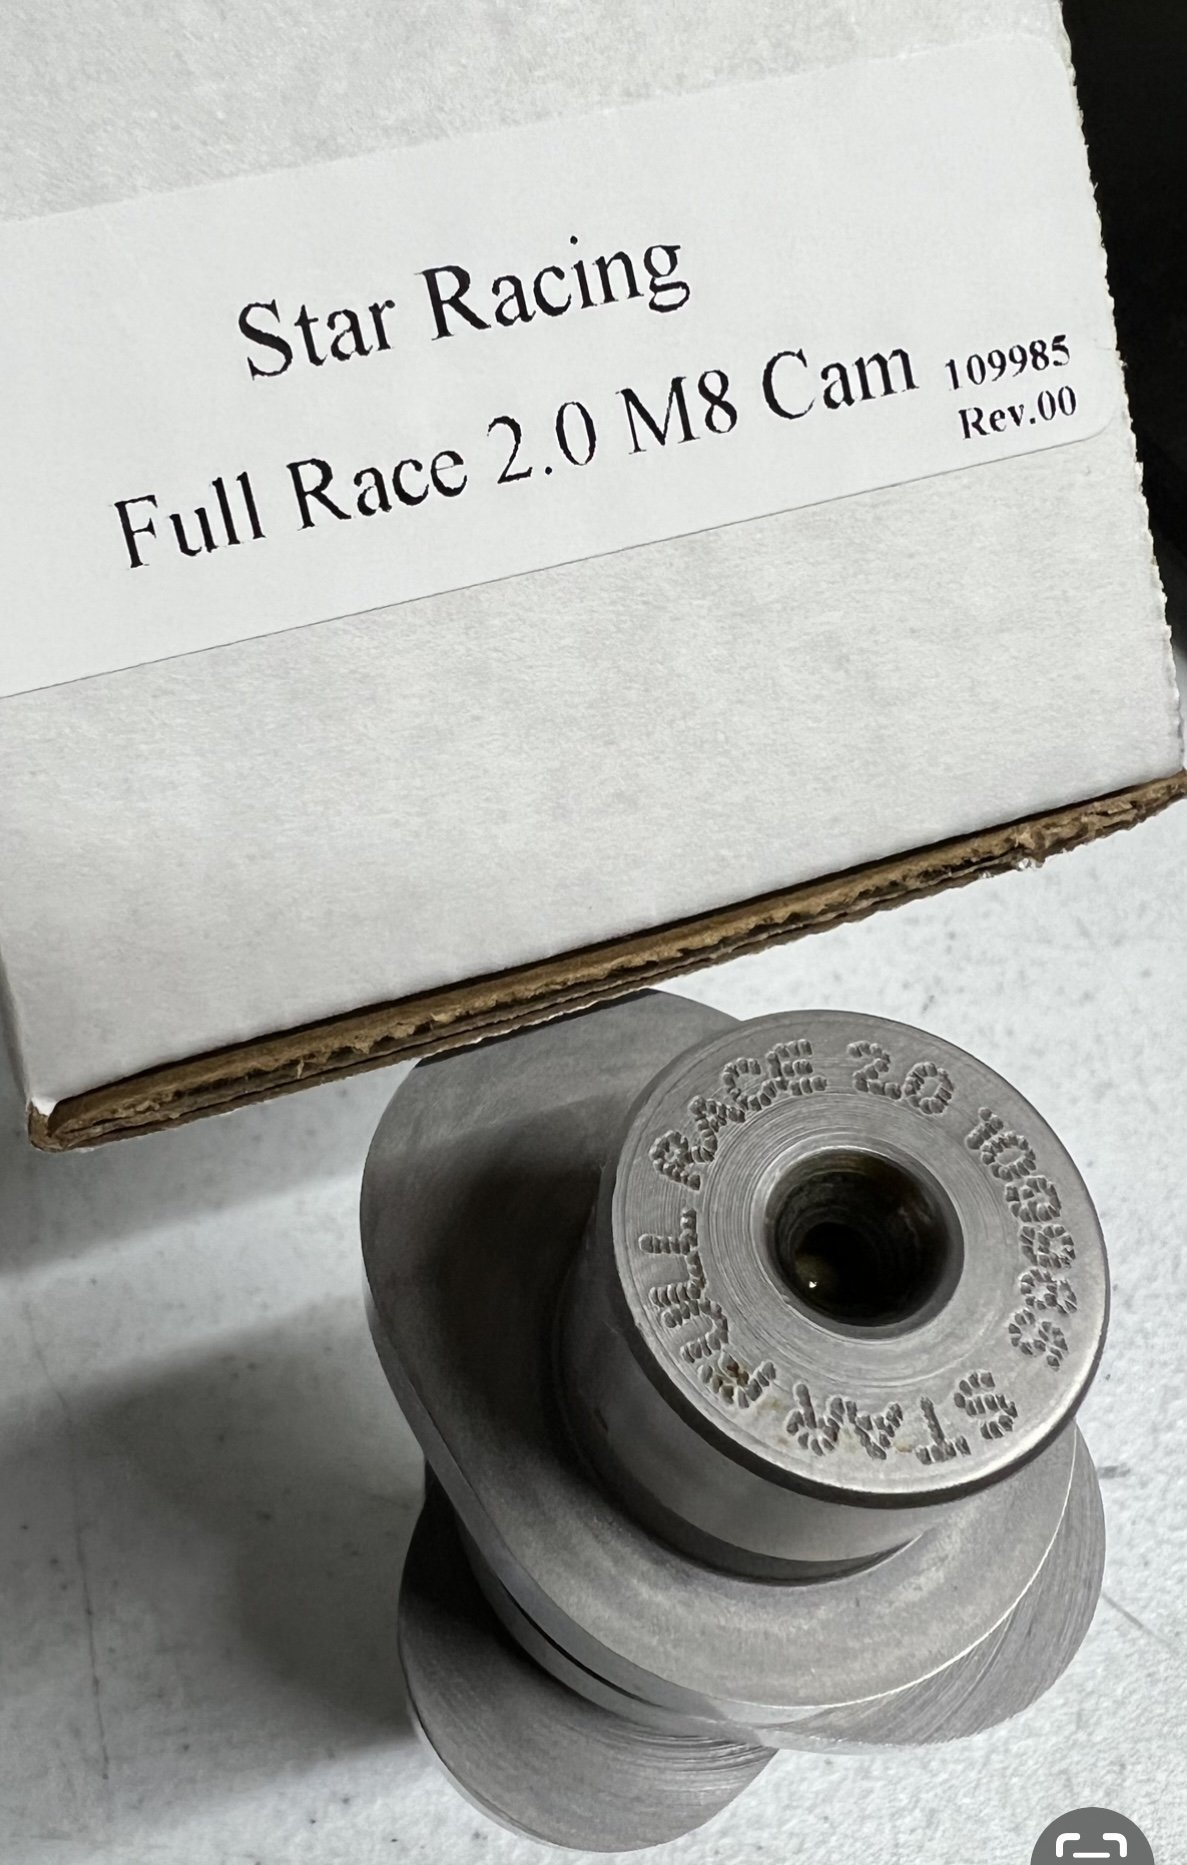 Star Racing
Full Race 2.0 M8 Cam
109985
Rev.00
STAR FULL RACE 2.0 109985